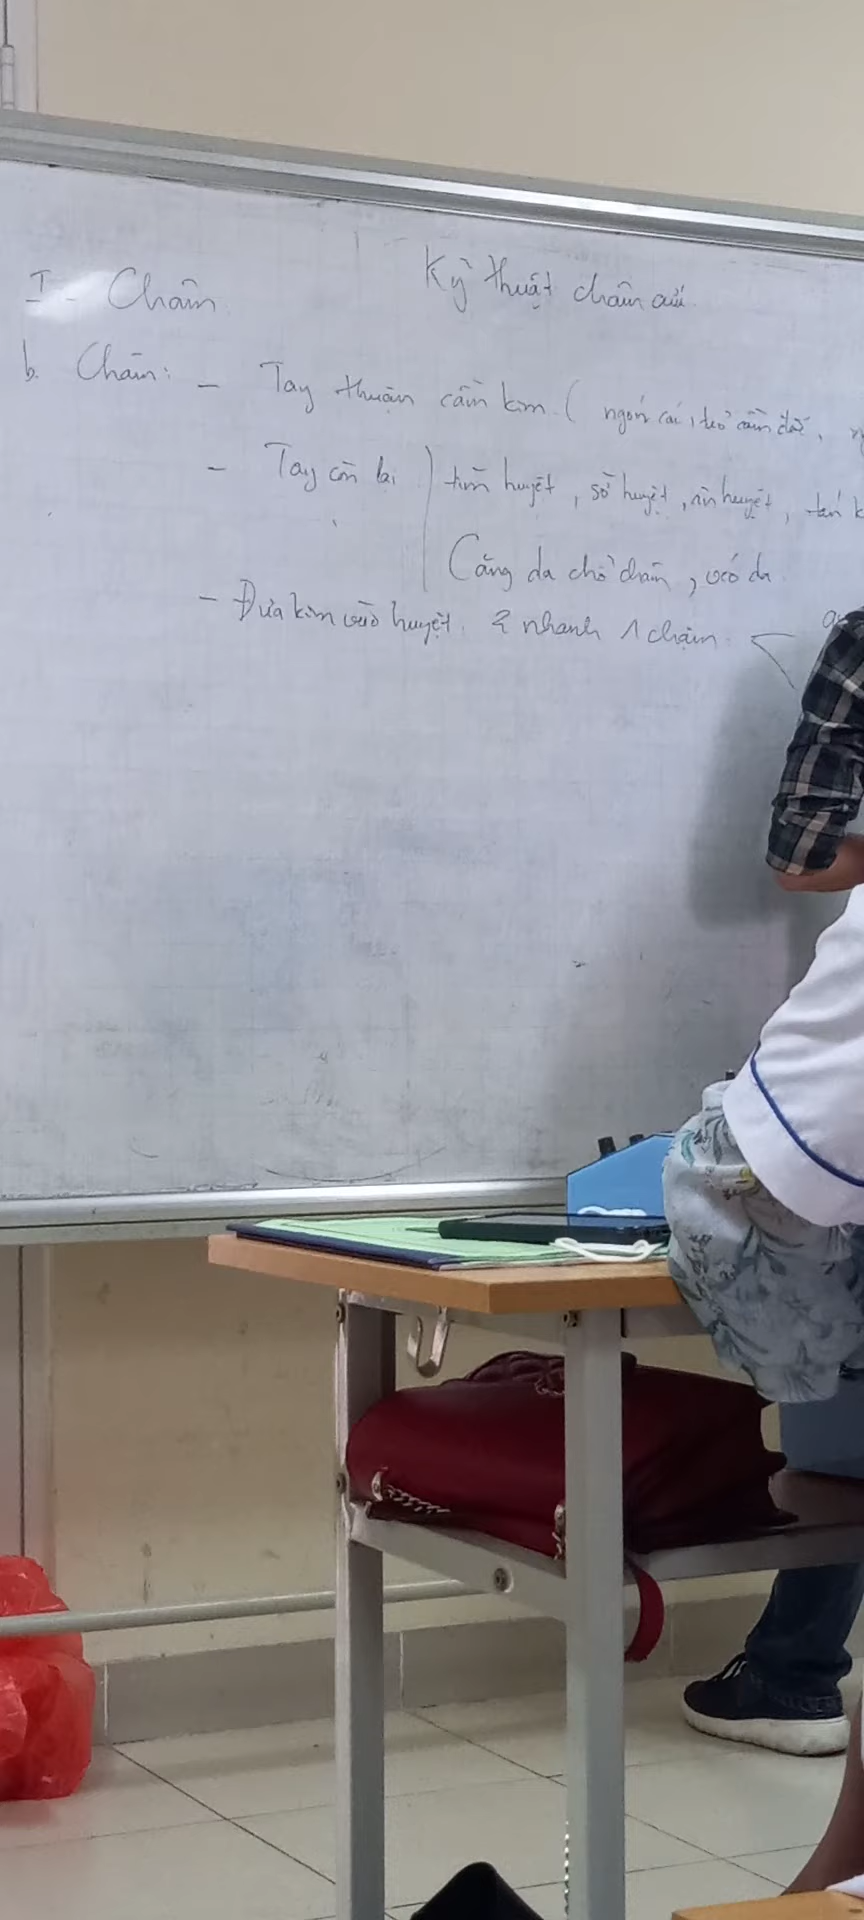 Kỹ thuật châm cứu
I - Châm
b. Châm: - Tay thuận cầm kim. ( ngón cái, trỏ cầm đốc,
- Tay còn lại tìm huyệt, sờ huyệt, ấn huyệt,
Căng da chỗ châm, véo da
- Đưa kim vào huyệt. 2 nhanh 1 chậm.